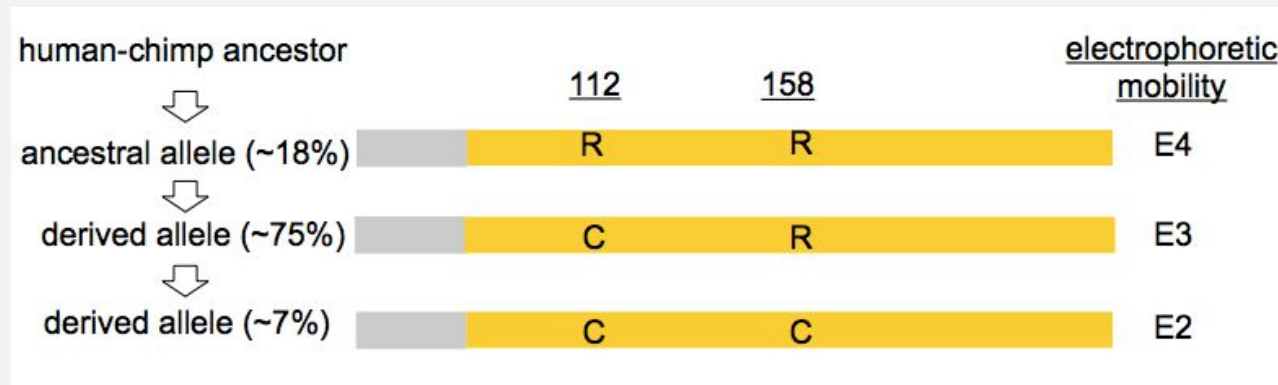 human-chimp ancestor
electrophoretic
mobility
112 158
ancestral allele (~18%) R R E4
derived allele (~75%) C R E3
derived allele (~7%) C C E2